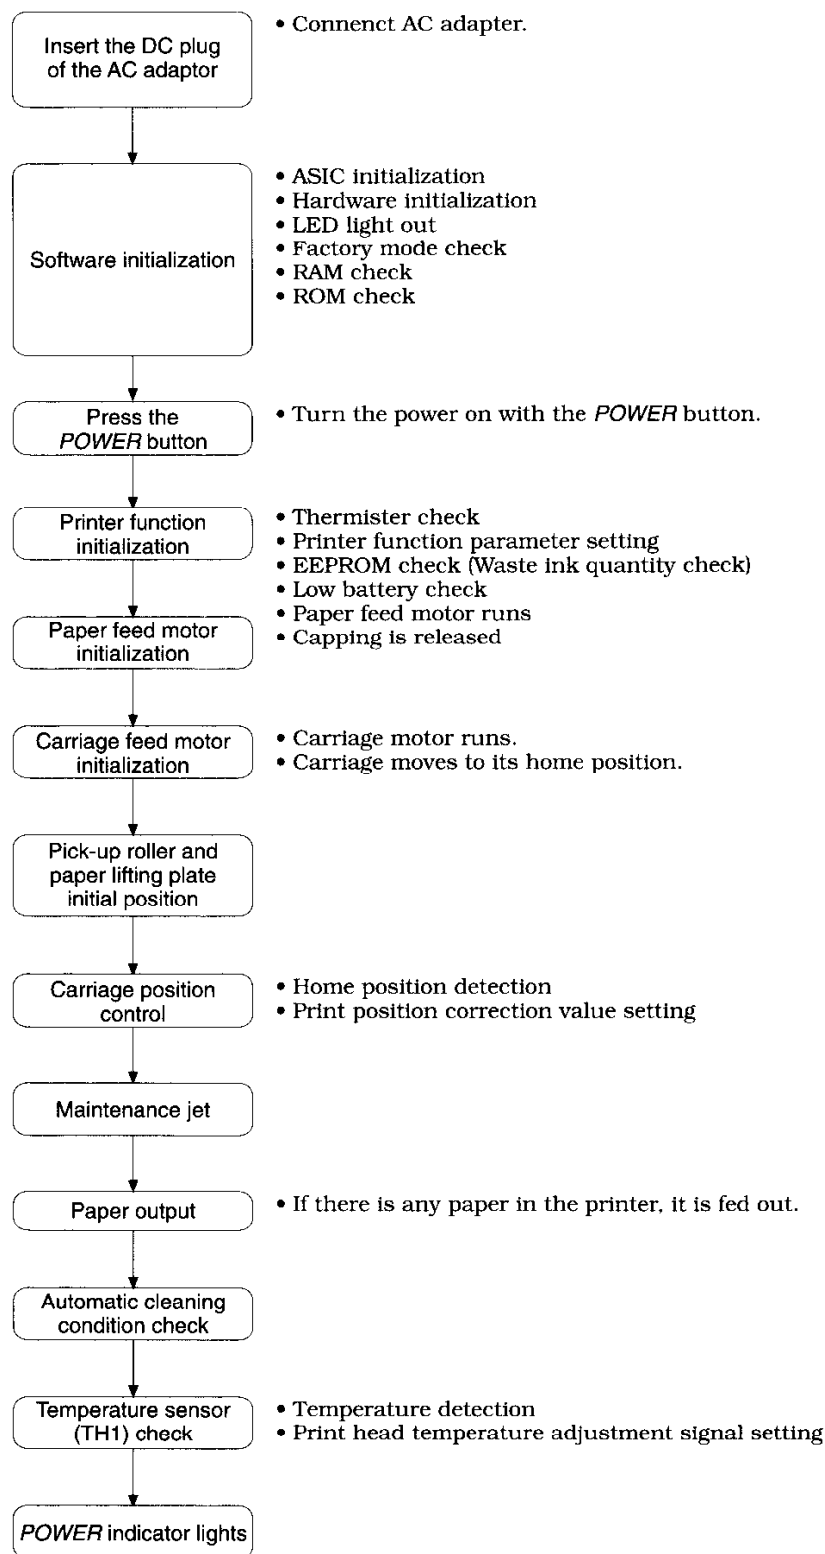 Insert the DC plug
of the AC adaptor
• Connenct AC adapter.
Software initialization
• ASIC initialization
• Hardware initialization
• LED light out
• Factory mode check
• RAM check
• ROM check
Press the
POWER button
• Turn the power on with the POWER button.
Printer function
initialization
• Thermister check
• Printer function parameter setting
• EEPROM check (Waste ink quantity check)
• Low battery check
• Paper feed motor runs
• Capping is released
Paper feed motor
initialization
Carriage feed motor
initialization
• Carriage motor runs.
• Carriage moves to its home position.
Pick-up roller and
paper lifting plate
initial position
Carriage position
control
• Home position detection
• Print position correction value setting
Maintenance jet
Paper output
• If there is any paper in the printer, it is fed out.
Automatic cleaning
condition check
Temperature sensor
(TH1) check
• Temperature detection
• Print head temperature adjustment signal setting
POWER indicator lights